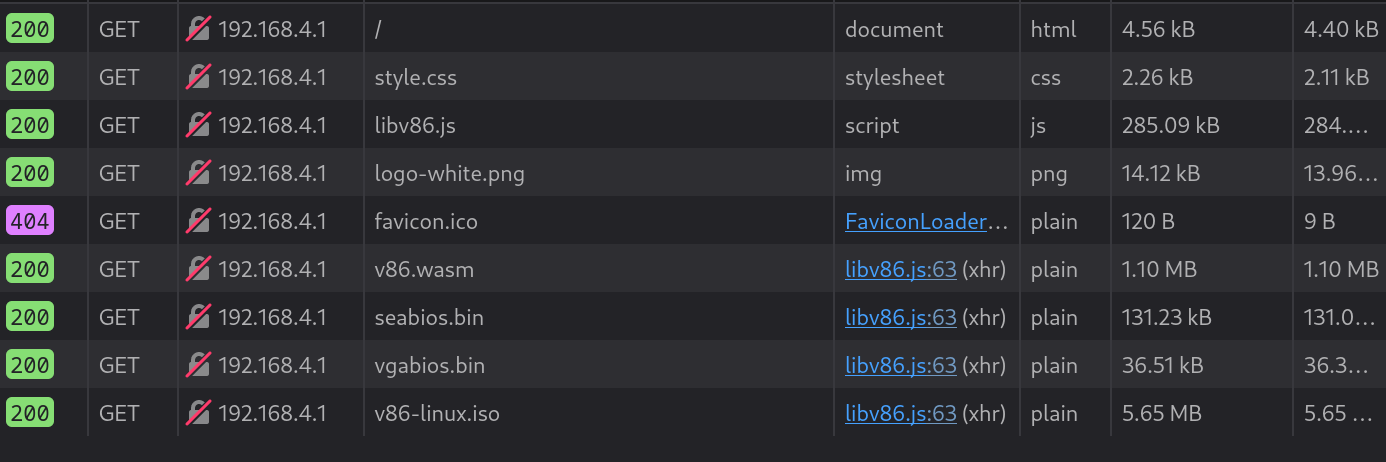 200 GET 192.168.4.1 / document html 4.56 kB 4.40 kB
200 GET 192.168.4.1 style.css stylesheet css 2.26 kB 2.11 kB
200 GET 192.168.4.1 libv86.js script js 285.09 kB 284.…
200 GET 192.168.4.1 logo-white.png img png 14.12 kB 13.96…
404 GET 192.168.4.1 favicon.ico FaviconLoader… plain 120 B 9 B
200 GET 192.168.4.1 v86.wasm libv86.js:63 (xhr) plain 1.10 MB 1.10 MB
200 GET 192.168.4.1 seabios.bin libv86.js:63 (xhr) plain 131.23 kB 131.0…
200 GET 192.168.4.1 vgabios.bin libv86.js:63 (xhr) plain 36.51 kB 36.3…
200 GET 192.168.4.1 v86-linux.iso libv86.js:63 (xhr) plain 5.65 MB 5.65 …